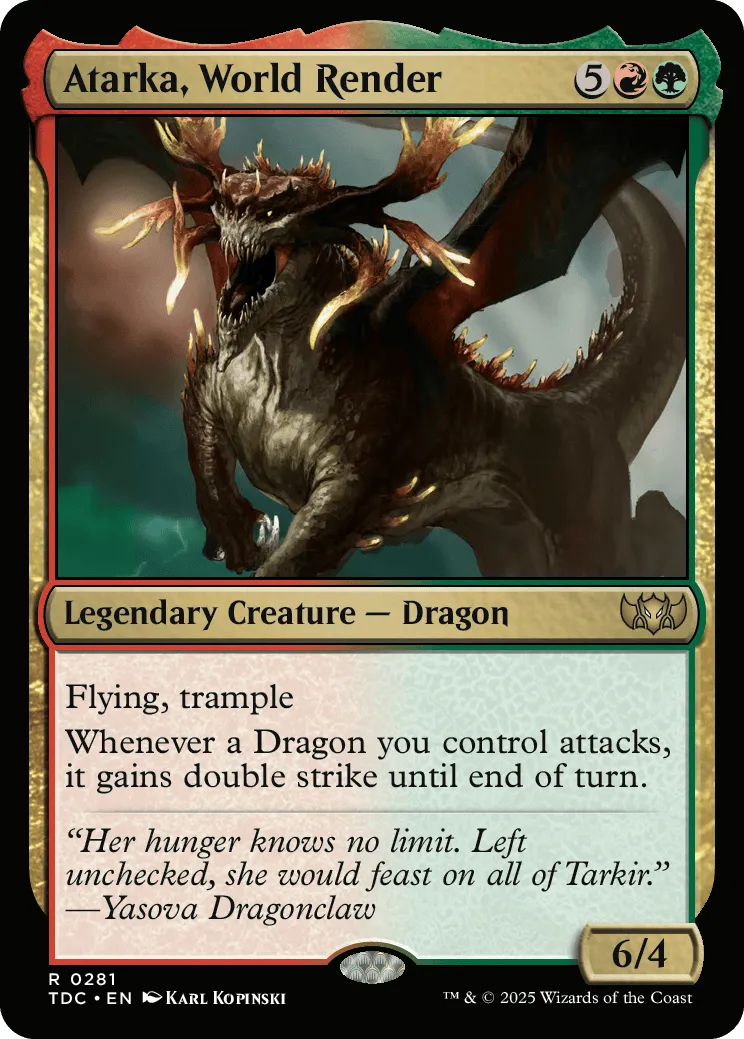 Atarka, World Render 5
Legendary Creature — Dragon
Flying, trample
Whenever a Dragon you control attacks,
it gains double strike until end of turn.
“Her hunger knows no limit. Left
unchecked, she would feast on all of Tarkir.”
—Yasova Dragonclaw
6/4
R 0281
TDC • EN Karl Kopinski
™ & © 2025 Wizards of the Coast